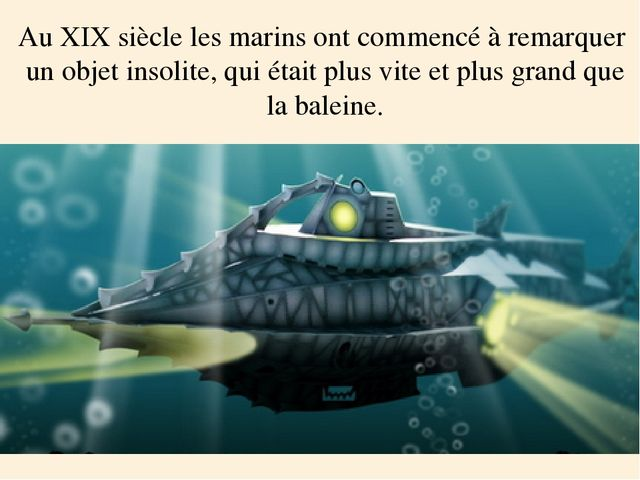 Au XIX siècle les marins ont commencé à remarquer
un objet insolite, qui était plus vite et plus grand que
la baleine.